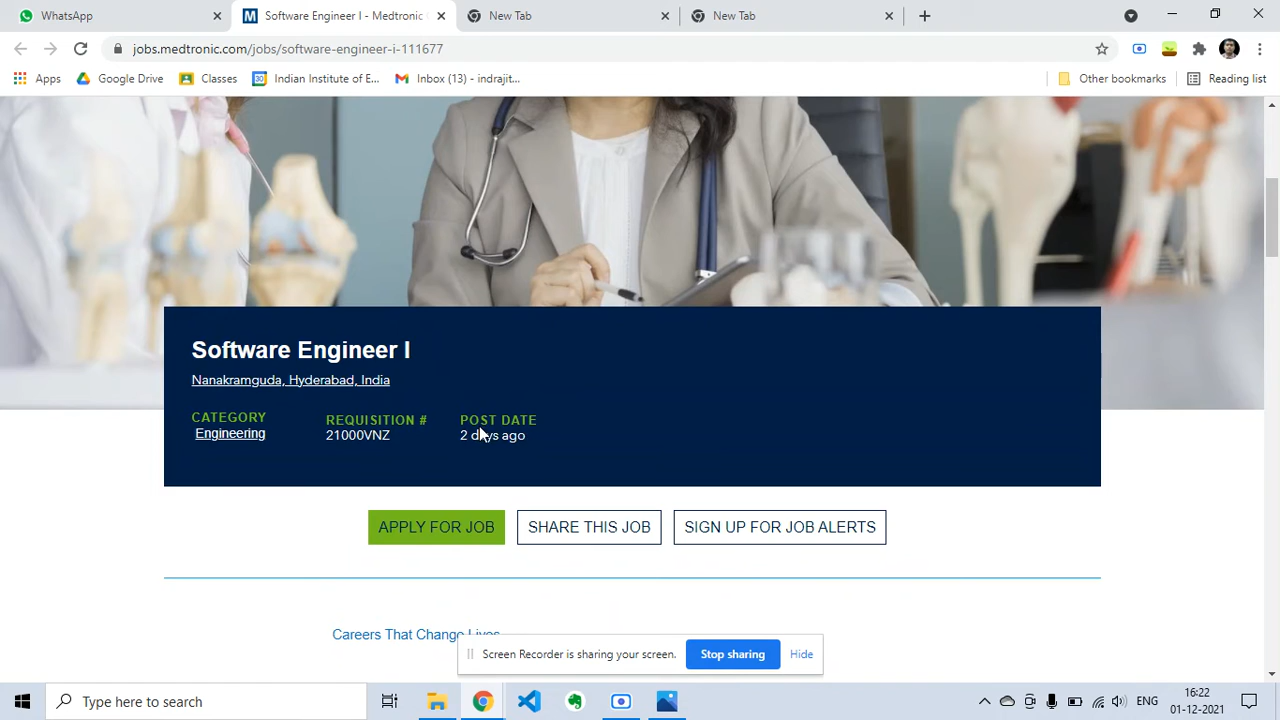 WhatsApp
Software Engineer I - Medtronic
New Tab
New Tab
jobs.medtronic.com/jobs/software-engineer-i-111677
Apps
Google Drive
Classes
Indian Institute of E...
Inbox (13) - indrajit...
Other bookmarks
Reading list
Software Engineer I
Nanakramguda, Hyderabad, India
CATEGORY
REQUISITION #
POST DATE
Engineering
21000VNZ
2 days ago
APPLY FOR JOB
SHARE THIS JOB
SIGN UP FOR JOB ALERTS
Careers That Change Lives
Screen Recorder is sharing your screen.
Stop sharing
Hide
Type here to search
ENG
16:22
01-12-2021